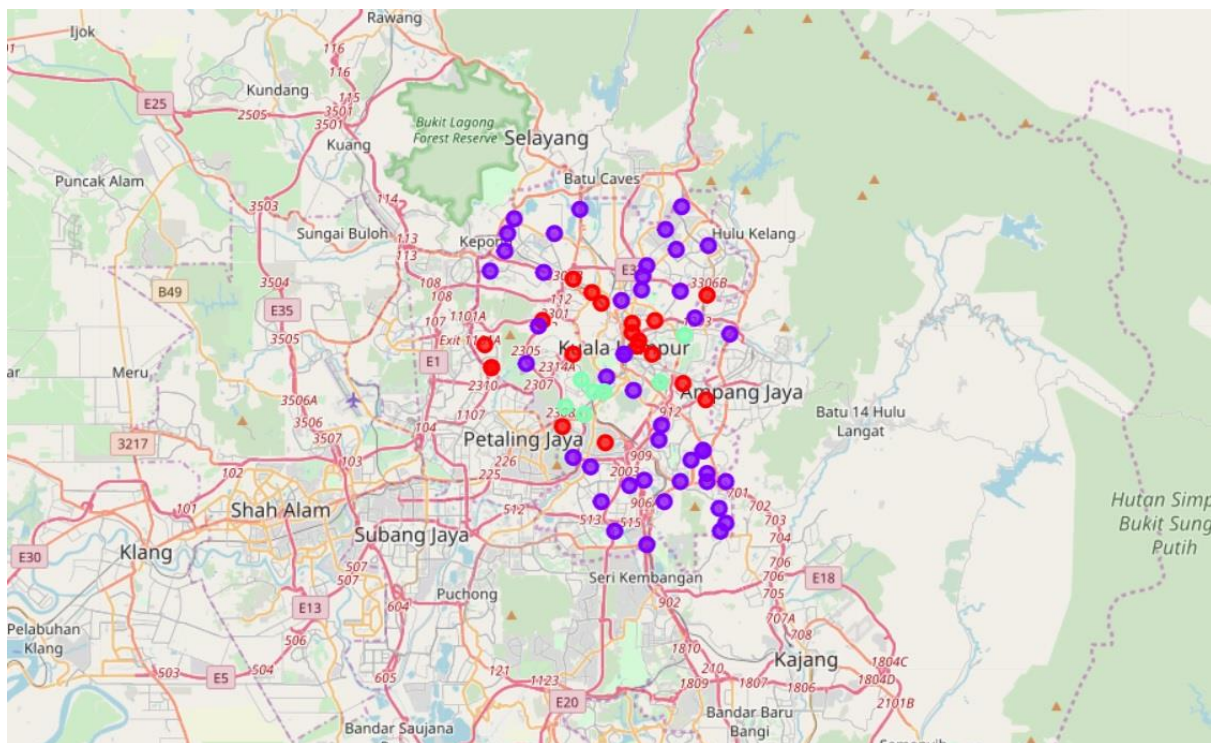 Ijok
Rawang
116
116
E25
Kundang
2505
115
3501
3501
Kuang
Bukit Lagong
Forest Reserve
Selayang
Puncak Alam
114
Batu Caves
3503
Sungai Buloh
113
113
Kepong
Hulu Kelang
3504
108
108
3306B
B49
E35
112
2301
107
1101A
Kuala Lumpur
E1
2305
2314A
Meru
2310
2307
3506A
Ampang Jaya
3506
1107
912
Batu 14 Hulu
Langat
3217
3507
Petaling Jaya
102
103
226
909
225
2003
101
701
702
Shah Alam
906
703
Hutan Simp
Bukit Sung
Putih
Klang
Subang Jaya
513
515
704
E30
507
507
Seri Kembangan
706
E18
706
705
604
Puchong
E13
902
707A
506
708
Pelabuhan
Klang
1810
Kajang
1804C
503
504
E5
605
121
1123
210
1804D
1809
1807
1806
2101B
E20
Bandar Saujana
Bandar Baru
Bangi